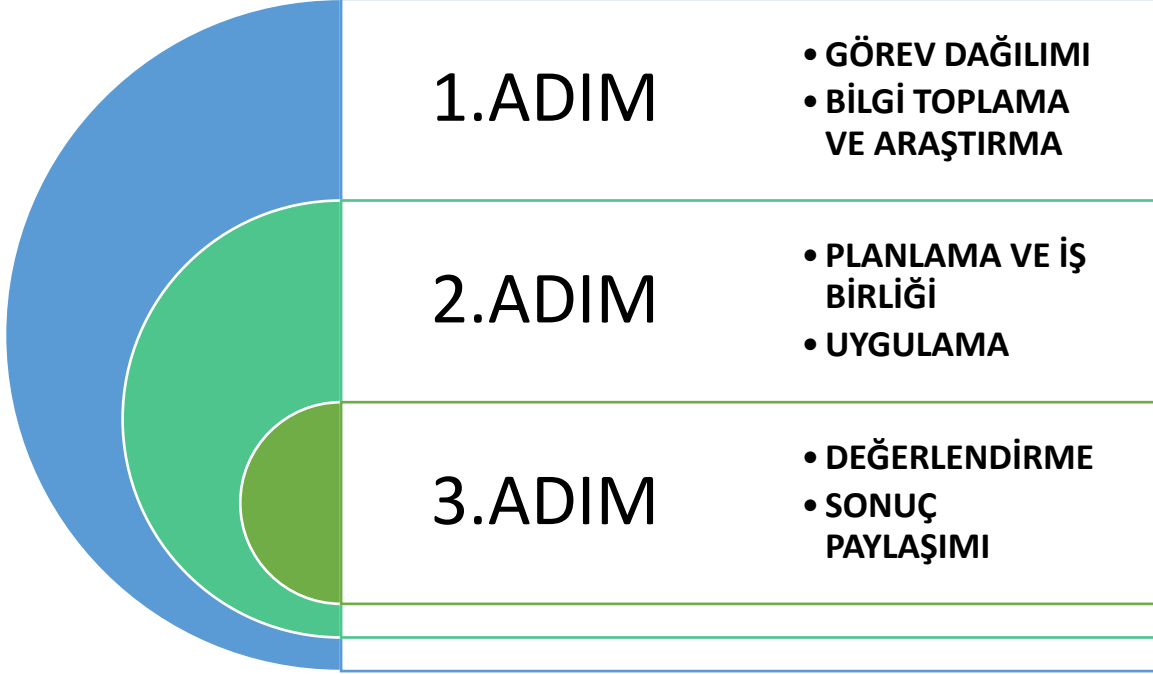 1.ADIM
• GÖREV DAĞILIMI
• BİLGİ TOPLAMA
VE ARAŞTIRMA
2.ADIM
• PLANLAMA VE İŞ
BİRLİĞİ
• UYGULAMA
3.ADIM
• DEĞERLENDİRME
• SONUÇ
PAYLAŞIMI